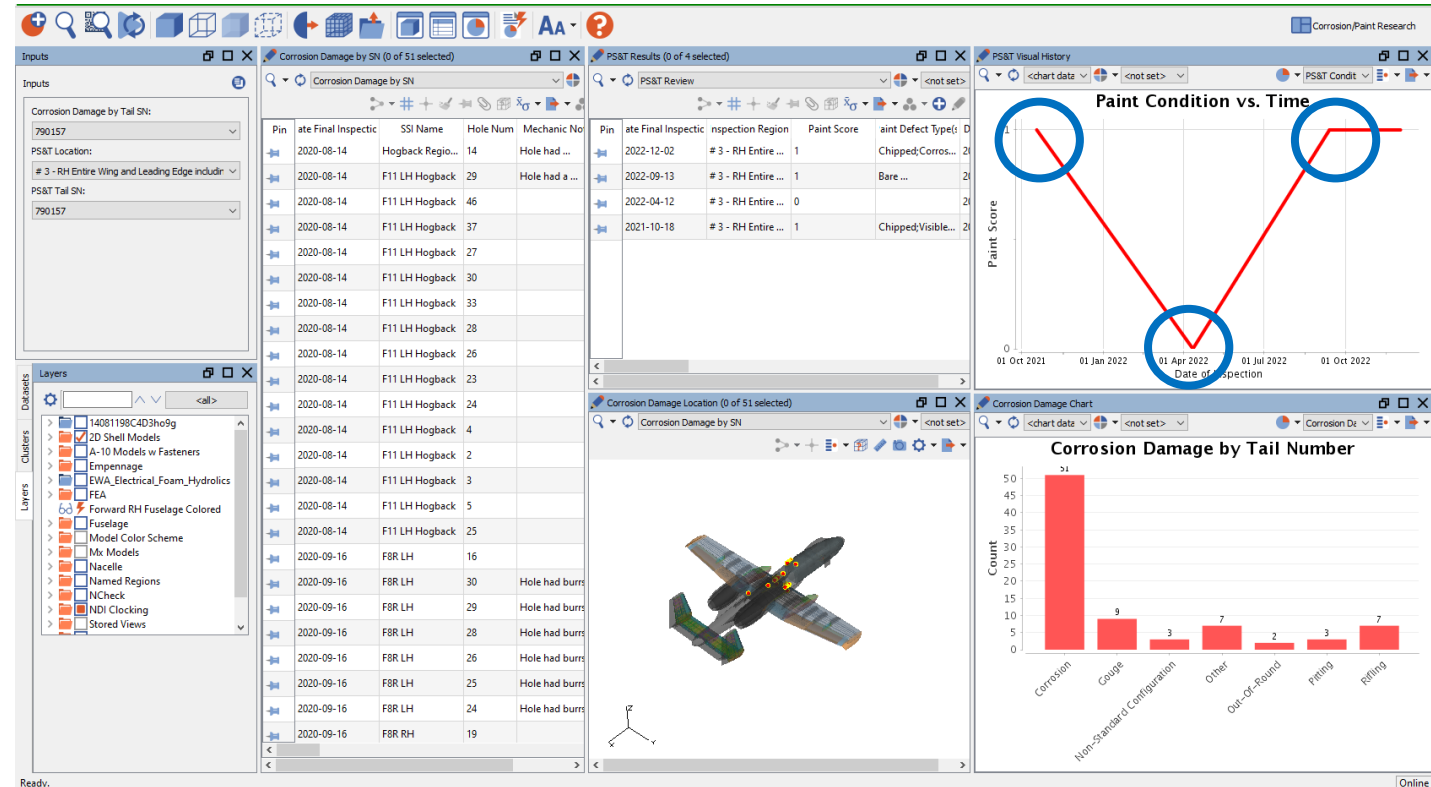 AA
?
Corrosion/Paint Research
Inputs
Inputs
Corrosion Damage by Tail SN:
790157
PS&T Location:
# 3 - RH Entire Wing and Leading Edge includir
PS&T Tail SN:
790157
Datasets
Clusters
Layers
Layers
<all>
14081198C4D3ho9g
2D Shell Models
A-10 Models w Fasteners
Empennage
EWA_Electrical_Foam_Hydrolics
FEA
Forward RH Fuselage Colored
Fuselage
Model Color Scheme
Mx Models
Nacelle
Named Regions
NCheck
NDI Clocking
Stored Views
Corrosion Damage by SN (0 of 51 selected)
Corrosion Damage by SN
Pin ate Final Inspectic SSI Name Hole Num Mechanic No
2020-08-14 Hogback Regio... 14 Hole had ...
2020-08-14 F11 LH Hogback 29 Hole had a ...
2020-08-14 F11 LH Hogback 46
2020-08-14 F11 LH Hogback 37
2020-08-14 F11 LH Hogback 27
2020-08-14 F11 LH Hogback 30
2020-08-14 F11 LH Hogback 33
2020-08-14 F11 LH Hogback 28
2020-08-14 F11 LH Hogback 26
2020-08-14 F11 LH Hogback 23
2020-08-14 F11 LH Hogback 24
2020-08-14 F11 LH Hogback 4
2020-08-14 F11 LH Hogback 2
2020-08-14 F11 LH Hogback 3
2020-08-14 F11 LH Hogback 5
2020-08-14 F11 LH Hogback 25
2020-09-16 F8R LH 16
2020-09-16 F8R LH 30 Hole had burrs
2020-09-16 F8R LH 29 Hole had burrs
2020-09-16 F8R LH 28 Hole had burrs
2020-09-16 F8R LH 26 Hole had burrs
2020-09-16 F8R LH 25 Hole had burrs
2020-09-16 F8R LH 24 Hole had burrs
2020-09-16 F8R RH 19
PS&T Results (0 of 4 selected)
PS&T Review
<not set>
Pin ate Final Inspectic nspection Region Paint Score aint Defect Type(s D
2022-12-02 # 3 - RH Entire ... 1 Chipped;Corros... 20
2022-09-13 # 3 - RH Entire ... 1 Bare ... 20
2022-04-12 # 3 - RH Entire ... 0 20
2021-10-18 # 3 - RH Entire ... 1 Chipped;Visible... 20
Corrosion Damage Location (0 of 51 selected)
Corrosion Damage by SN
<not set>
Z
X
Y
PS&T Visual History
<chart data
<not set>
PS&T Condit
Paint Condition vs. Time
Paint Score
1
0
01 Oct 2021 01 Jan 2022 01 Apr 2022 01 Jul 2022 01 Oct 2022
Date of Inspection
Corrosion Damage Chart
<chart data
<not set>
Corrosion Da
Corrosion Damage by Tail Number
Count
50
45
40
35
30
25
20
15
10
5
0
51
9
3
7
2
3
7
Corrosion
Gouge
Non-Standard Configuration
Other
Out-Of-Round
Pitting
Rifling
Ready.
Online